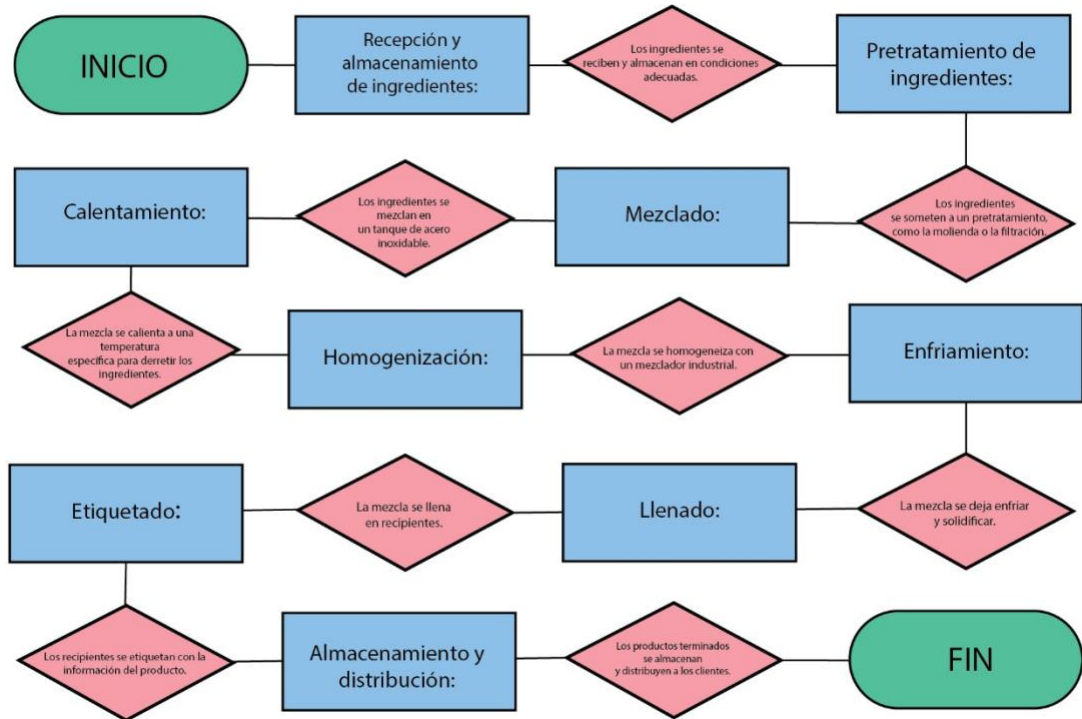 INICIO
Recepción y
almacenamiento
de ingredientes:
Los ingredientes se
reciben y almacenan en condiciones
adecuadas.
Pretratamiento de
ingredientes:
Los ingredientes
se someten a un pretratamiento,
como la molienda o la filtración.
Mezclado:
Los ingredientes se
mezclan en
un tanque de acero
inoxidable.
Calentamiento:
La mezcla se calienta a una
temperatura
específica para derretir los
ingredientes.
Homogenización:
La mezcla se homogeneiza con
un mezclador industrial.
Enfriamiento:
La mezcla se deja enfriar
y solidificar.
Llenado:
La mezcla se llena
en recipientes.
Etiquetado:
Los recipientes se etiquetan con la
información del producto.
Almacenamiento y
distribución:
Los productos terminados
se almacenan
y distribuyen a los clientes.
FIN